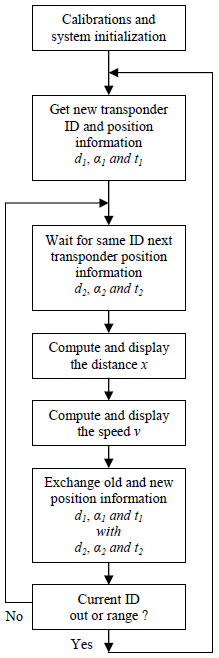 Calibrations and
system initialization
Get new transponder
ID and position
information
d₁, α₁ and t₁
Wait for same ID next
transponder position
information
d₂, α₂ and t₂
Compute and display
the distance x
Compute and display
the speed v
Exchange old and new
position information
d₁, α₁ and t₁
with
d₂, α₂ and t₂
Current ID
out or range ?
No
Yes